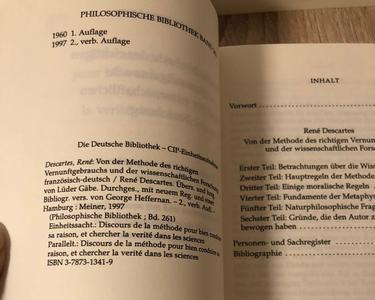 PHILOSOPHISCHE BIBLIOTHEK BAND
1960 1. Auflage
1997 2., verb. Auflage
Die Deutsche Bibliothek – CIP-Einheitsaufnahme
Descartes, René: Von der Methode des richtigen
Vernunftgebrauchs und der wissenschaftlichen Forschung
französisch-deutsch / René Descartes. Übers. und hrsg.
von Lüder Gäbe. Durchges., mit neuem Reg. und einer
Bibliogr. vers. von George Heffernan. – 2., verb. Aufl.
Hamburg : Meiner, 1997
(Philosophische Bibliothek ; Bd. 261)
Einheitssacht.: Discours de la méthode pour bien conduire
sa raison, et chercher la verité dans les sciences
Parallelt.: Discours de la méthode pour bien conduire sa
raison, et chercher la verité dans les sciences
ISBN 3-7873-1341-9
INHALT
Vorwort
René Descartes
Von der Methode des richtigen Vernunftgebrauchs
und der wissenschaftlichen Forschung
Erster Teil: Betrachtungen über die
Zweiter Teil: Hauptregeln der Methode
Dritter Teil: Einige moralische Regeln
Vierter Teil: Fundamente der
Fünfter Teil: Naturphilosophische
Sechster Teil: Gründe, die den Autor
bewogen haben
Personen- und Sachregister
Bibliographie